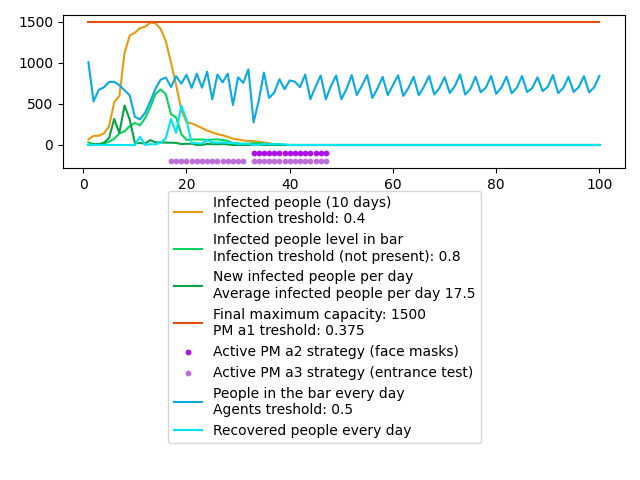 1500
1000
500
0
0
20
40
60
80
100
Infected people (10 days)
Infection treshold: 0.4
Infected people level in bar
Infection treshold (not present): 0.8
New infected people per day
Average infected people per day 17.5
Final maximum capacity: 1500
PM a1 treshold: 0.375
Active PM a2 strategy (face masks)
Active PM a3 strategy (entrance test)
People in the bar every day
Agents treshold: 0.5
Recovered people every day